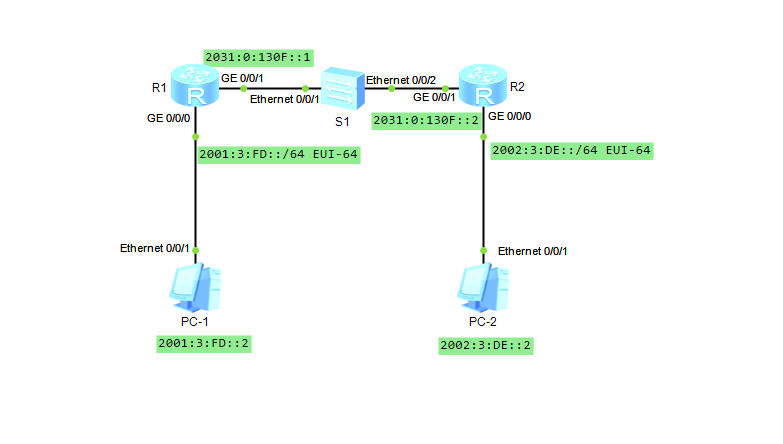 2031:0:130F::1
GE 0/0/1
Ethernet 0/0/2
R1
R
Ethernet 0/0/1
GE 0/0/1
R
R2
GE 0/0/0
S1
2031:0:130F::2
GE 0/0/0
2001:3:FD::/64 EUI-64
2002:3:DE::/64 EUI-64
Ethernet 0/0/1
Ethernet 0/0/1
PC-1
PC-2
2001:3:FD::2
2002:3:DE::2